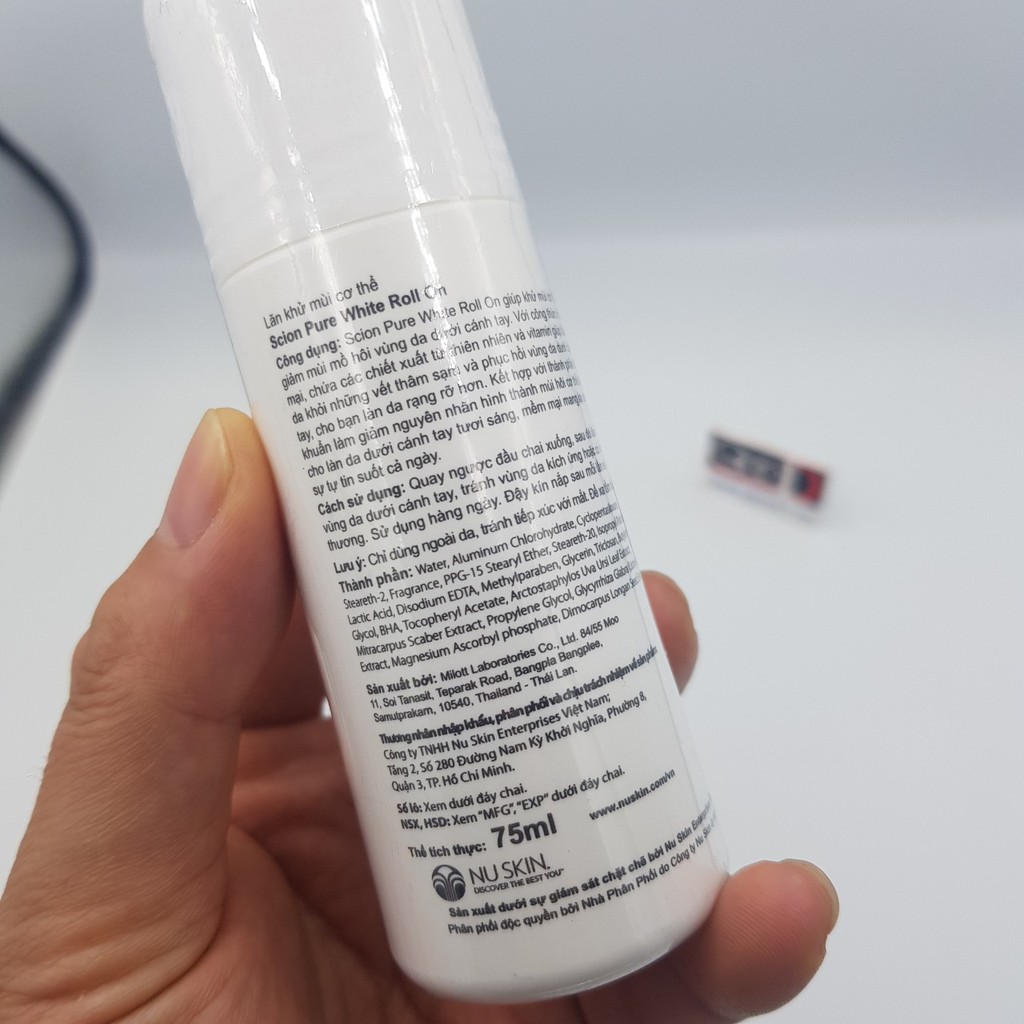 Lăn khử mùi cơ thể
Scion Pure White Roll On
Công dụng: Scion Pure White Roll On giúp khử mùi
giảm mùi mồ hôi vùng da dưới cánh tay. Với công
mại, chứa các chiết xuất từ thiên nhiên và vitamin
da khỏi những vết thâm sạm và phục hồi vùng da dưới
tay, cho bạn làn da rạng rỡ hơn. Kết hợp với thành
khuẩn làm giảm nguyên nhân hình thành mùi hôi cơ
cho làn da dưới cánh tay tươi sáng, mềm mại mang
sự tự tin suốt cả ngày.
Cách sử dụng: Quay ngược đầu chai xuống, sau đó
vùng da dưới cánh tay, tránh vùng da kích ứng hoặc
thương. Sử dụng hàng ngày. Đậy kín nắp sau mỗi
Lưu ý: Chỉ dùng ngoài da, tránh tiếp xúc với mắt. Để
Thành phần: Water, Aluminum Chlorohydrate,
Steareth-2, Fragrance, PPG-15 Stearyl Ether, Steareth-20,
Lactic Acid, Disodium EDTA, Methylparaben, Glycerin, Triclosan,
Glycol, BHA, Tocopheryl Acetate, Arctostaphylos Uva Ursi Leaf
Mitracarpus Scaber Extract, Propylene Glycol, Glycyrrhiza
Extract, Magnesium Ascorbyl phosphate, Dimocarpus Longan
Sản xuất bởi: Milott Laboratories Co., Ltd. 84/55 Moo
11, Soi Tanasit, Teparak Road, Bangpla Bangplee,
Samutprakarn, 10540, Thailand - Thái Lan.
Thương nhân nhập khẩu, phân phối và chịu trách nhiệm về sản phẩm:
Công ty TNHH Nu Skin Enterprises Việt Nam;
Tầng 2, Số 280 Đường Nam Kỳ Khởi Nghĩa, Phường 8,
Quận 3, TP. Hồ Chí Minh.
Số lô: Xem dưới đáy chai.
NSX, HSD: Xem "MFG", "EXP" dưới đáy chai.
Thể tích thực: 75ml
www.nuskin.com/vn
NU SKIN.
DISCOVER THE BEST YOU™
Sản xuất dưới sự giám sát chặt chẽ bởi Nu Skin
Phân phối độc quyền bởi Nhà Phân Phối do Công ty Nu Skin